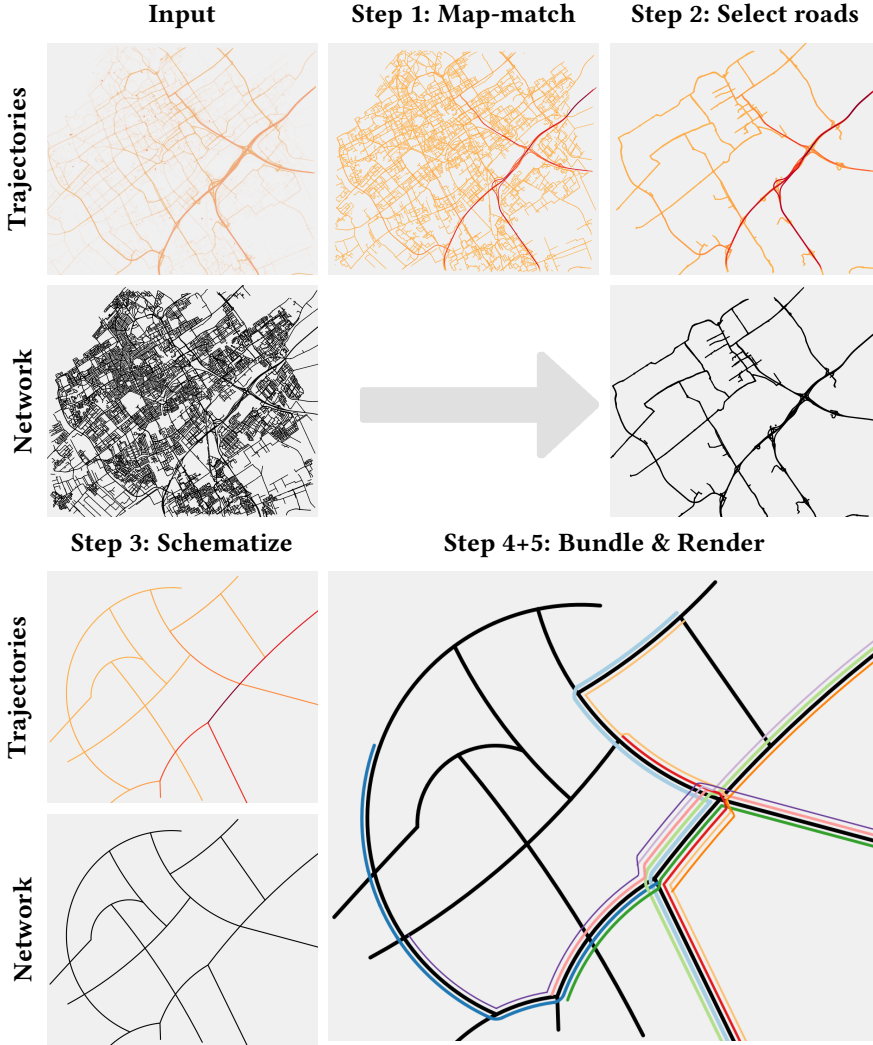 Input
Step 1: Map-match
Step 2: Select roads
Trajectories
Network
Step 3: Schematize
Step 4+5: Bundle & Render
Trajectories
Network